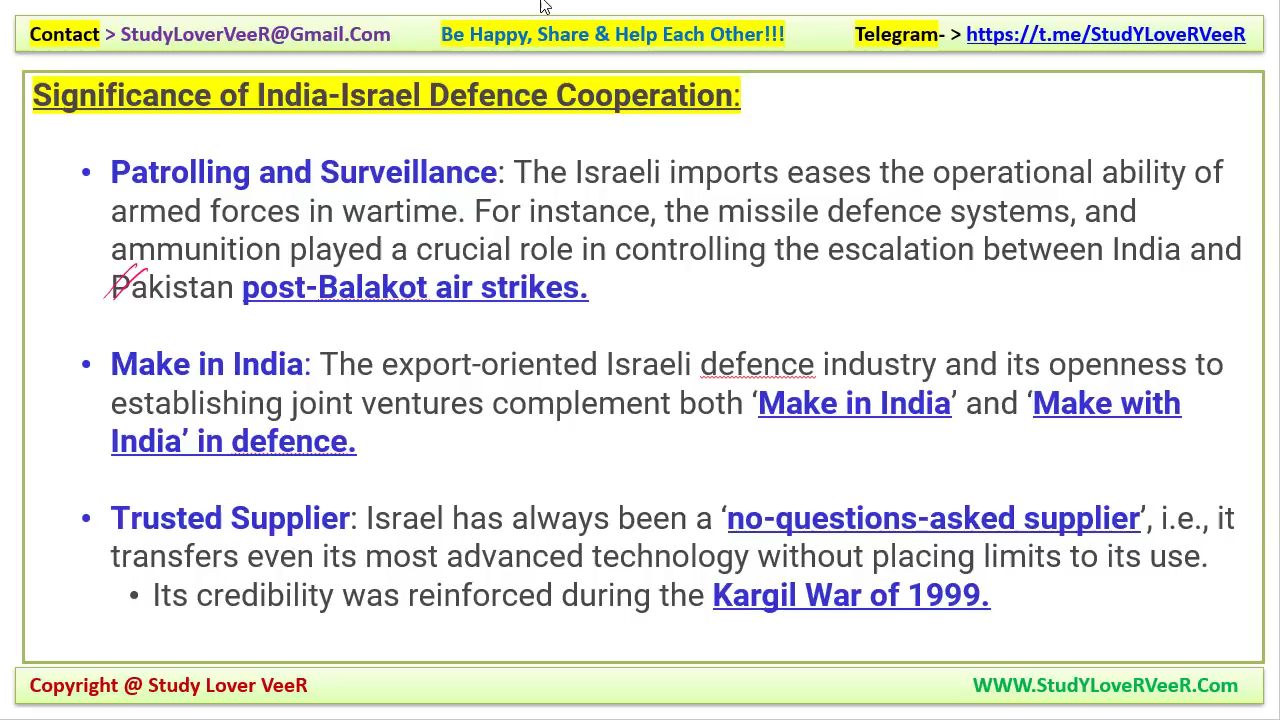 Contact > StudyLoverVeeR@Gmail.Com Be Happy, Share & Help Each Other!!! Telegram- > https://t.me/StudYLoveRVeeR
Significance of India-Israel Defence Cooperation:
• Patrolling and Surveillance: The Israeli imports eases the operational ability of
armed forces in wartime. For instance, the missile defence systems, and
ammunition played a crucial role in controlling the escalation between India and
Pakistan post-Balakot air strikes.
• Make in India: The export-oriented Israeli defence industry and its openness to
establishing joint ventures complement both ‘Make in India’ and ‘Make with
India’ in defence.
• Trusted Supplier: Israel has always been a ‘no-questions-asked supplier’, i.e., it
transfers even its most advanced technology without placing limits to its use.
• Its credibility was reinforced during the Kargil War of 1999.
Copyright @ Study Lover VeeR WWW.StudYLoveRVeeR.Com